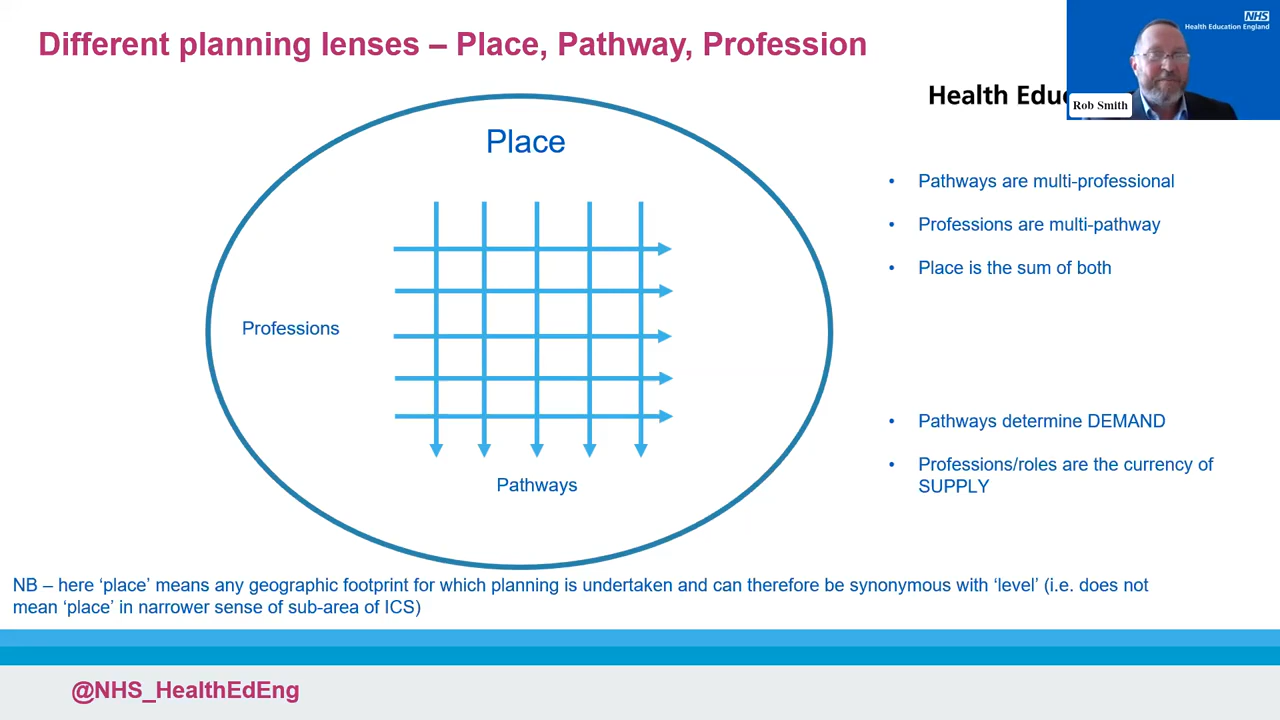 Different planning lenses – Place, Pathway, Profession
NHS
Health Education England
Health Edu
Rob Smith
Place
Professions
Pathways
• Pathways are multi-professional
• Professions are multi-pathway
• Place is the sum of both
• Pathways determine DEMAND
• Professions/roles are the currency of
SUPPLY
NB – here ‘place’ means any geographic footprint for which planning is undertaken and can therefore be synonymous with ‘level’ (i.e. does not
mean ‘place’ in narrower sense of sub-area of ICS)
@NHS_HealthEdEng